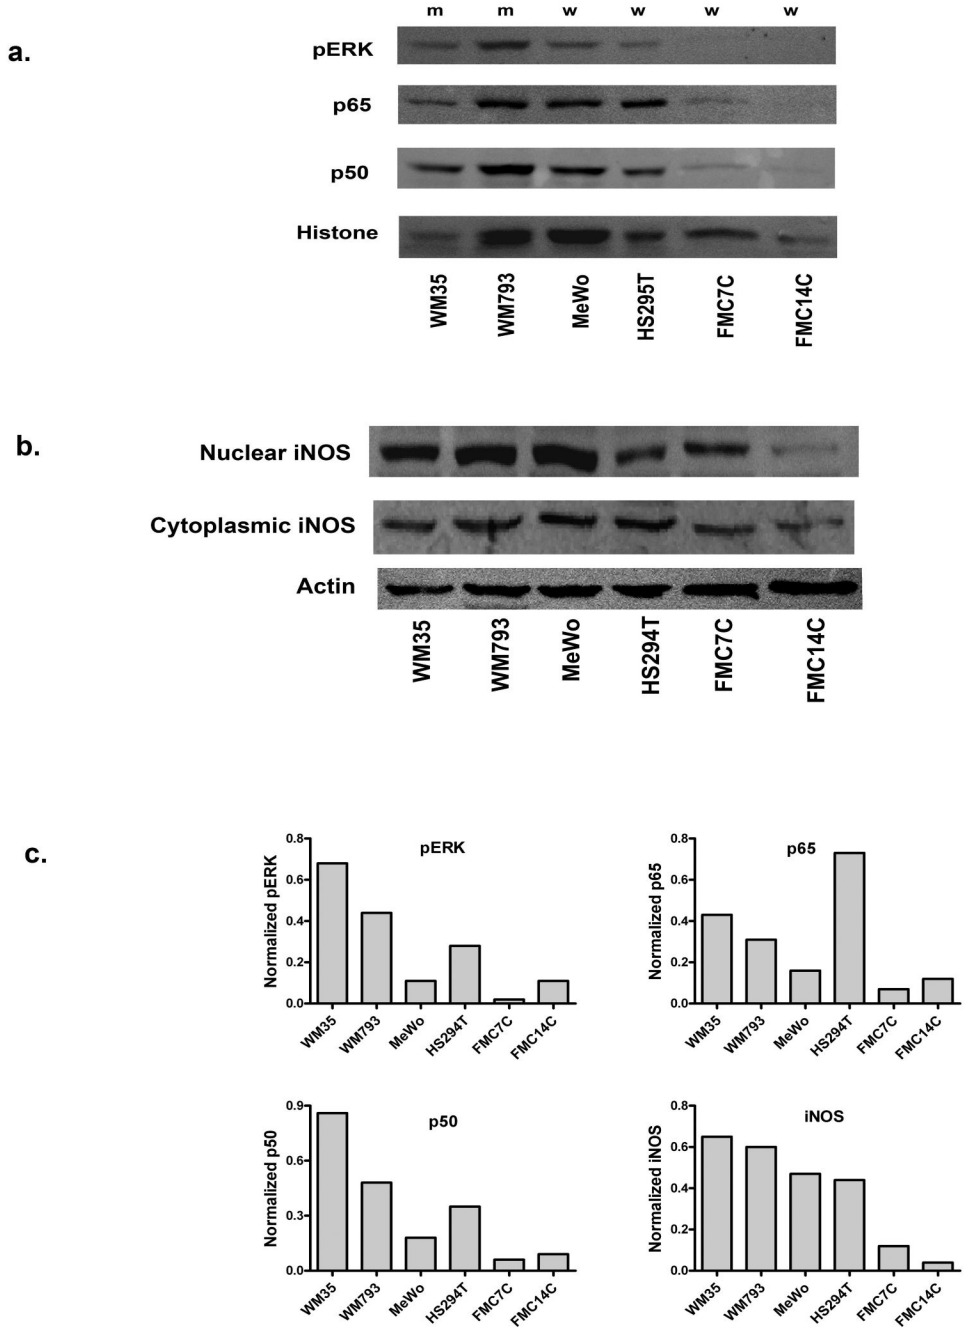 m m w w w w
a.
pERK
p65
p50
Histone
WM35 WM793 MeWo HS295T FMC7C FMC14C
b.
Nuclear iNOS
Cytoplasmic iNOS
Actin
WM35 WM793 MeWo HS294T FMC7C FMC14C
c.
pERK
Normalized pERK
0.8
0.6
0.4
0.2
0.0
WM35 WM793 MeWo HS294T FMC7C FMC14C
p65
Normalized p65
0.8
0.6
0.4
0.2
0.0
WM35 WM793 MeWo HS294T FMC7C FMC14C
p50
Normalized p50
0.9
0.6
0.3
0.0
WM35 WM793 MeWo HS294T FMC7C FMC14C
iNOS
Normalized iNOS
0.8
0.6
0.4
0.2
0.0
WM35 WM793 MeWo HS294T FMC7C FMC14C